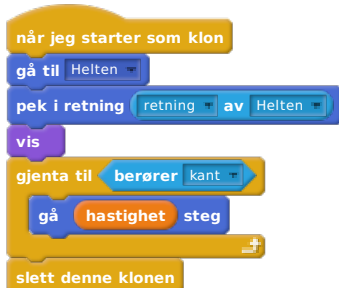 når jeg starter som klon
gå til Helten
pek i retning retning av Helten
vis
gjenta til berører kant
gå hastighet steg
slett denne klonen